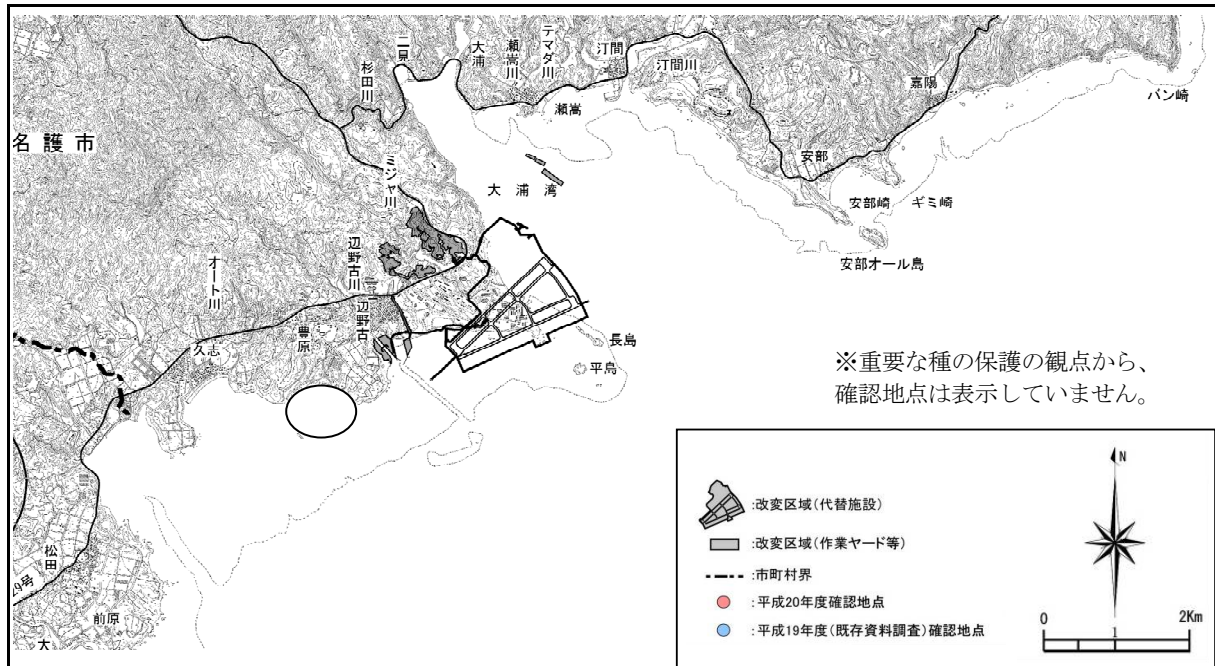 二見
大浦
瀬嵩川
テマダ川
汀間
汀間川
嘉陽
バン崎
杉田川
瀬嵩
名護市
安部
ミジャ川
大浦湾
安部崎
ギミ崎
安部オール島
辺野古川
オート川
辺野古
豊原
久志
長島
平島
※重要な種の保護の観点から、
確認地点は表示していません。
松田
前原
大
:改変区域(代替施設)
:改変区域(作業ヤード等)
:市町村界
:平成20年度確認地点
:平成19年度(既存資料調査)確認地点
N
0
1
2Km